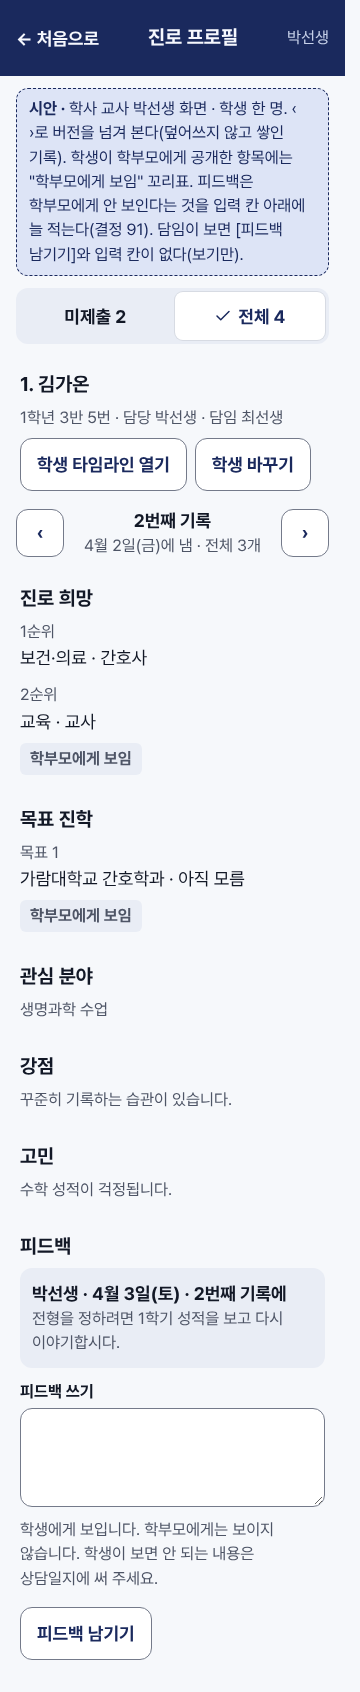 ← 처음으로
진로 프로필
박선생
시안 · 학사 교사 박선생 화면 · 학생 한 명. ‹
›로 버전을 넘겨 본다(덮어쓰지 않고 쌓인
기록). 학생이 학부모에게 공개한 항목에는
"학부모에게 보임" 꼬리표. 피드백은
학부모에게 안 보인다는 것을 입력 칸 아래에
늘 적는다(결정 91). 담임이 보면 [피드백
남기기]와 입력 칸이 없다(보기만).
미제출 2
✓ 전체 4
1. 김가온
1학년 3반 5번 · 담당 박선생 · 담임 최선생
학생 타임라인 열기
학생 바꾸기
‹
2번째 기록
4월 2일(금)에 냄 · 전체 3개
›
진로 희망
1순위
보건·의료 · 간호사
2순위
교육 · 교사
학부모에게 보임
목표 진학
목표 1
가람대학교 간호학과 · 아직 모름
학부모에게 보임
관심 분야
생명과학 수업
강점
꾸준히 기록하는 습관이 있습니다.
고민
수학 성적이 걱정됩니다.
피드백
박선생 · 4월 3일(토) · 2번째 기록에
전형을 정하려면 1학기 성적을 보고 다시
이야기합시다.
피드백 쓰기
학생에게 보입니다. 학부모에게는 보이지
않습니다. 학생이 보면 안 되는 내용은
상담일지에 써 주세요.
피드백 남기기